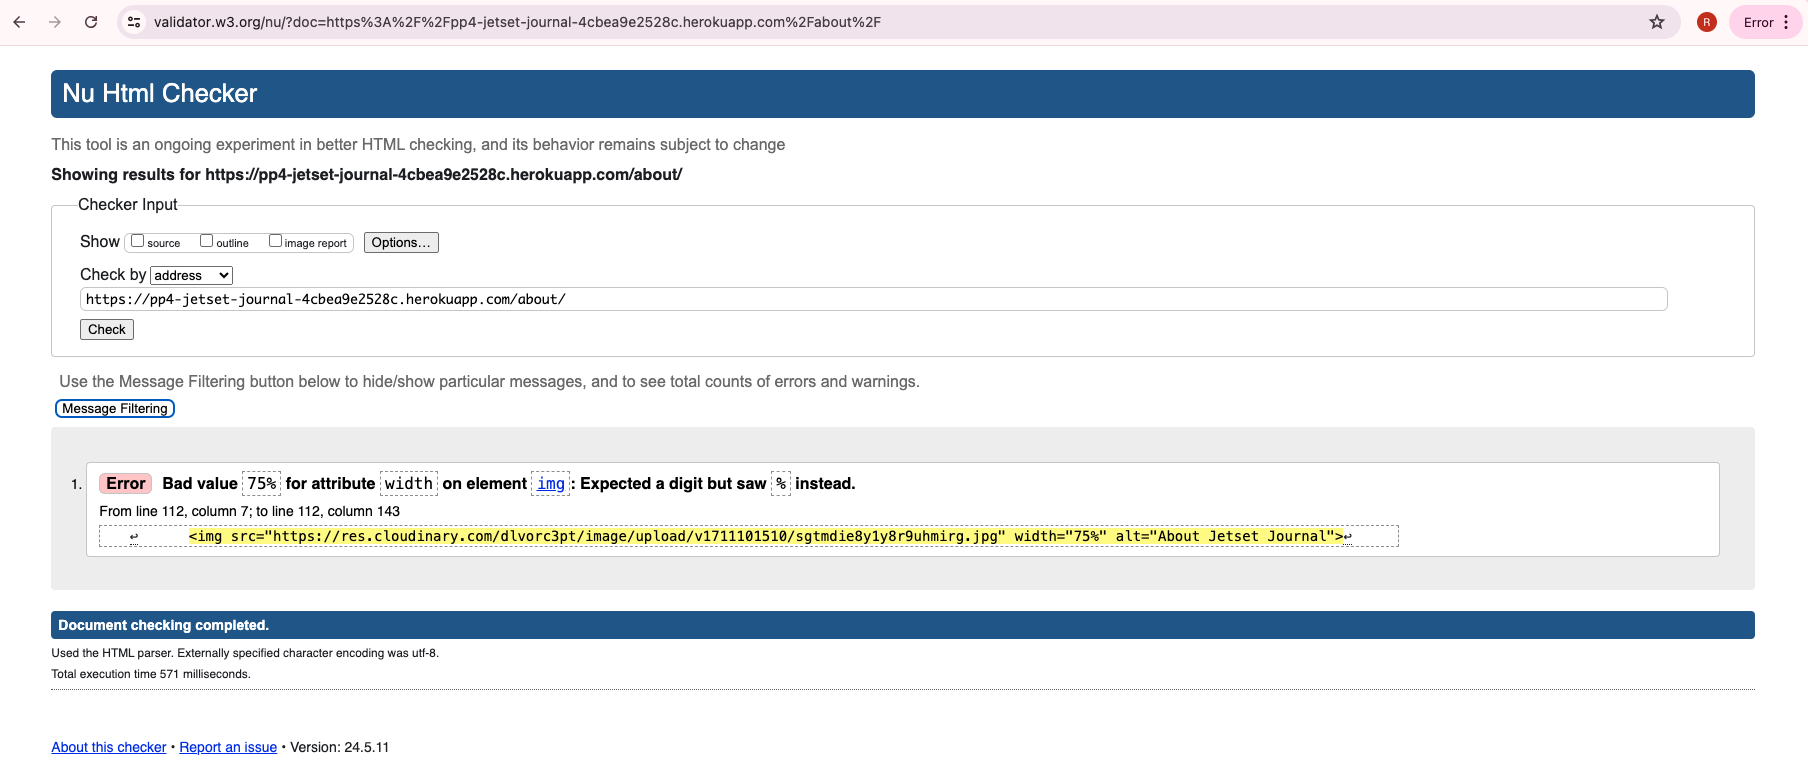 validator.w3.org/nu/?doc=https%3A%2F%2Fpp4-jetset-journal-4cbea9e2528c.herokuapp.com%2Fabout%2F R Error
Nu Html Checker
This tool is an ongoing experiment in better HTML checking, and its behavior remains subject to change
Showing results for https://pp4-jetset-journal-4cbea9e2528c.herokuapp.com/about/
Checker Input
Show source outline image report Options...
Check by address
https://pp4-jetset-journal-4cbea9e2528c.herokuapp.com/about/
Check
Use the Message Filtering button below to hide/show particular messages, and to see total counts of errors and warnings.
Message Filtering
1. Error Bad value 75% for attribute width on element img: Expected a digit but saw % instead.
From line 112, column 7; to line 112, column 143
↩ <img src="https://res.cloudinary.com/dlvorc3pt/image/upload/v1711101510/sgtmdie8y1y8r9uhmirg.jpg" width="75%" alt="About Jetset Journal">↩
Document checking completed.
Used the HTML parser. Externally specified character encoding was utf-8.
Total execution time 571 milliseconds.
About this checker • Report an issue • Version: 24.5.11